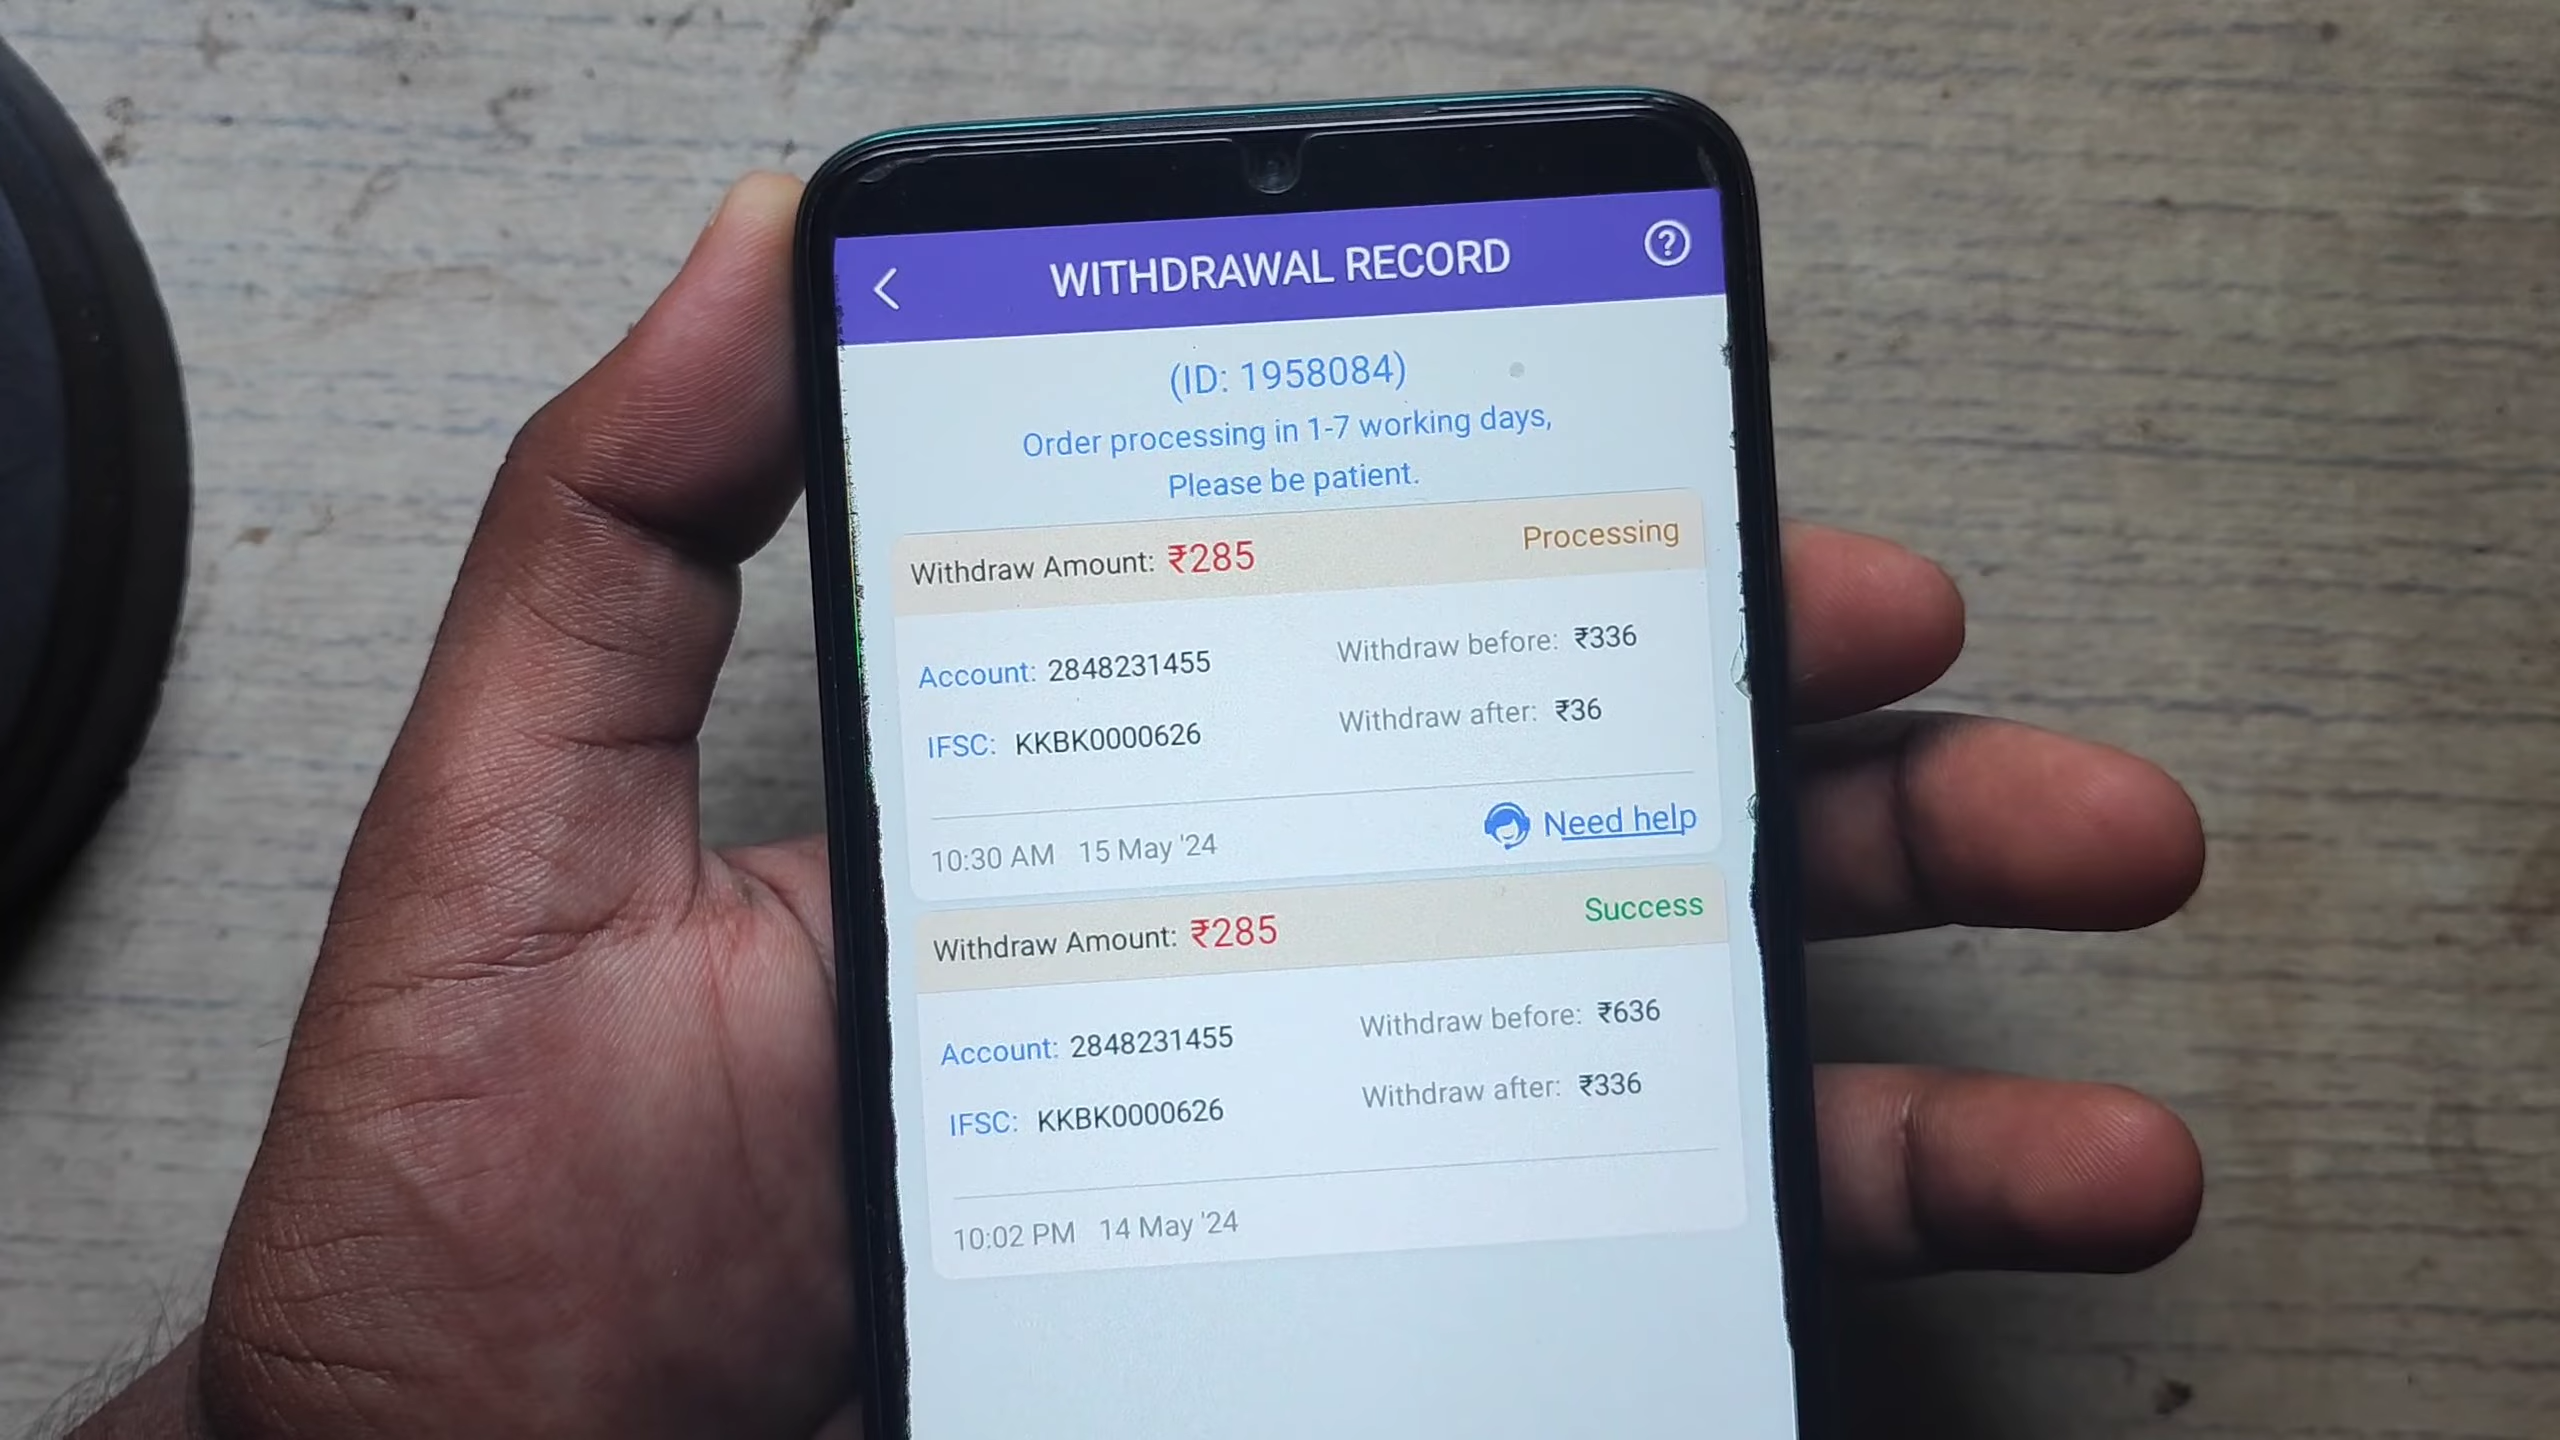 WITHDRAWAL RECORD
(ID: 1958084)
Order processing in 1-7 working days,
Please be patient.
Withdraw Amount: ₹285 Processing
Account: 2848231455 Withdraw before: ₹336
IFSC: KKBK0000626 Withdraw after: ₹36
10:30 AM 15 May '24 Need help
Withdraw Amount: ₹285 Success
Account: 2848231455 Withdraw before: ₹636
IFSC: KKBK0000626 Withdraw after: ₹336
10:02 PM 14 May '24